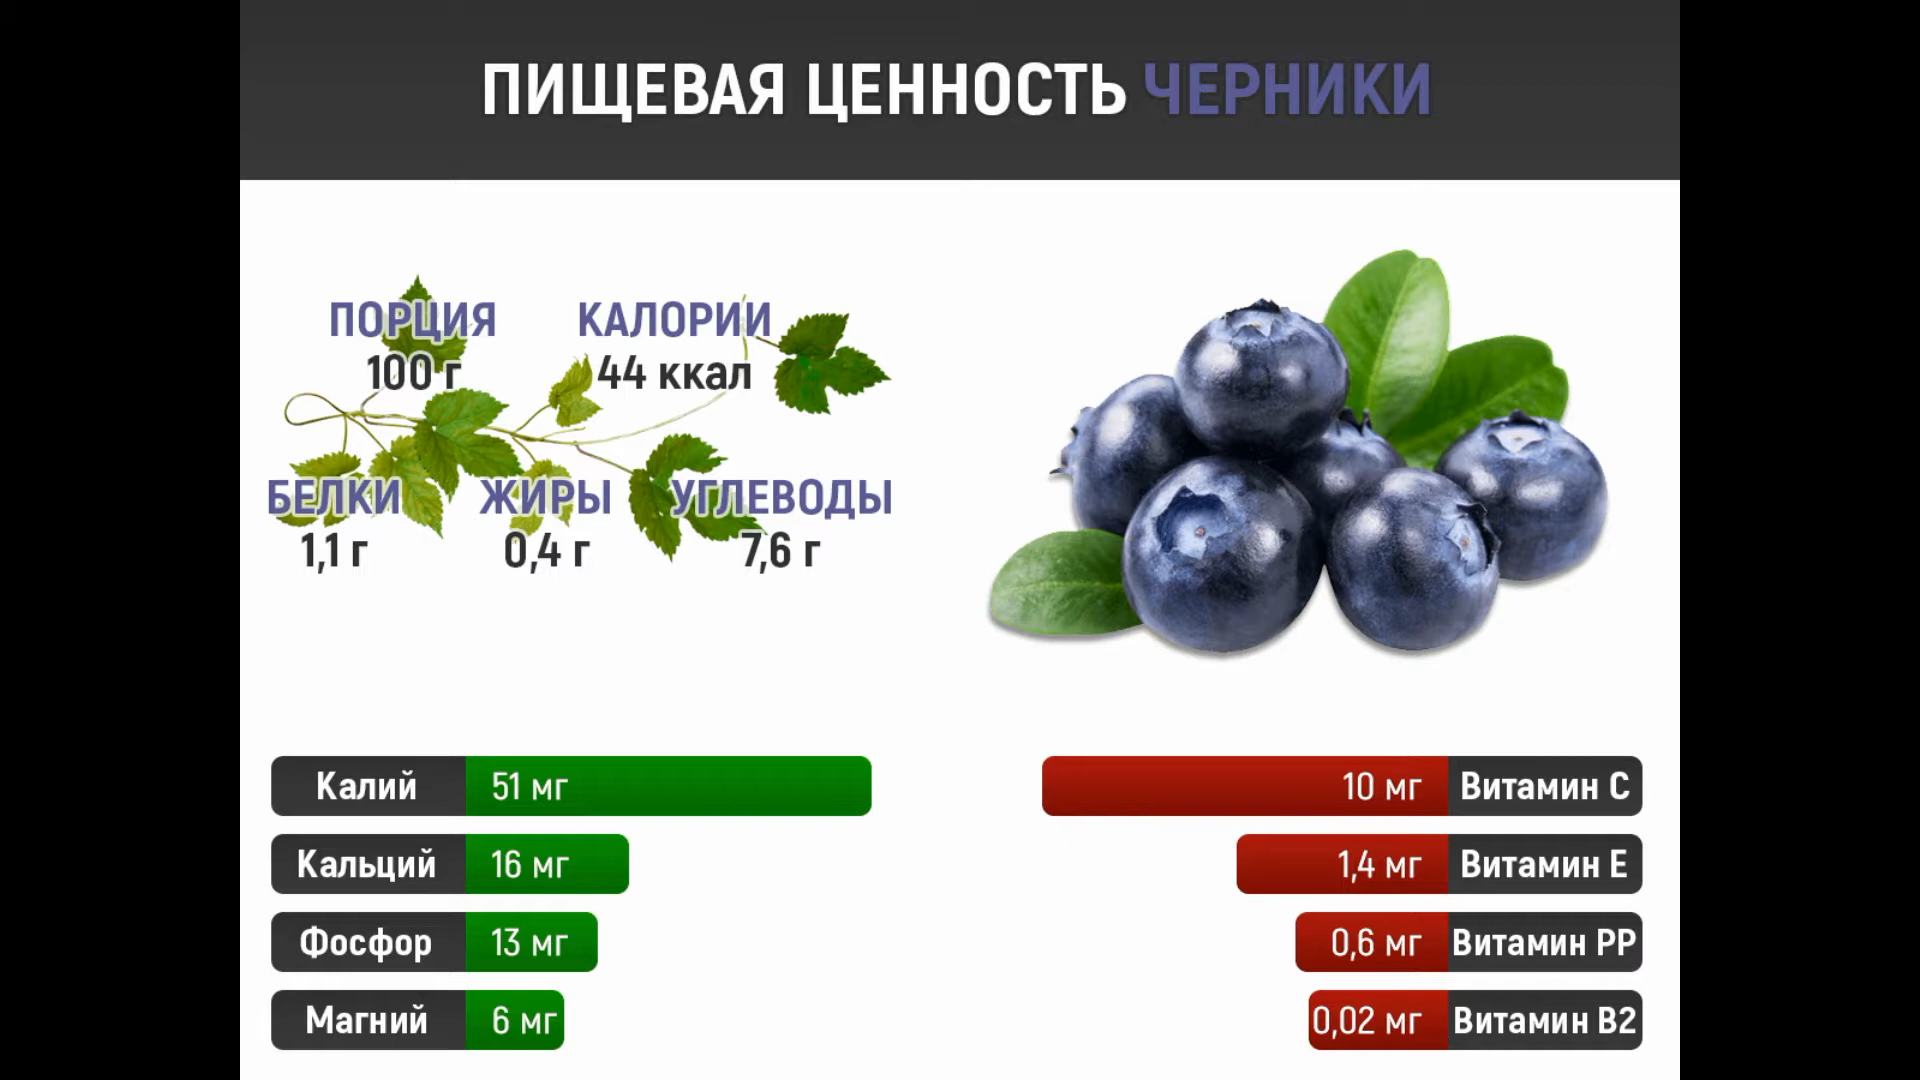 ПИЩЕВАЯ ЦЕННОСТЬ ЧЕРНИКИ
ПОРЦИЯ
100 г
КАЛОРИИ
44 ккал
БЕЛКИ
1,1 г
ЖИРЫ
0,4 г
УГЛЕВОДЫ
7,6 г
Калий 51 мг
Кальций 16 мг
Фосфор 13 мг
Магний 6 мг
10 мг Витамин C
1,4 мг Витамин E
0,6 мг Витамин PP
0,02 мг Витамин B2